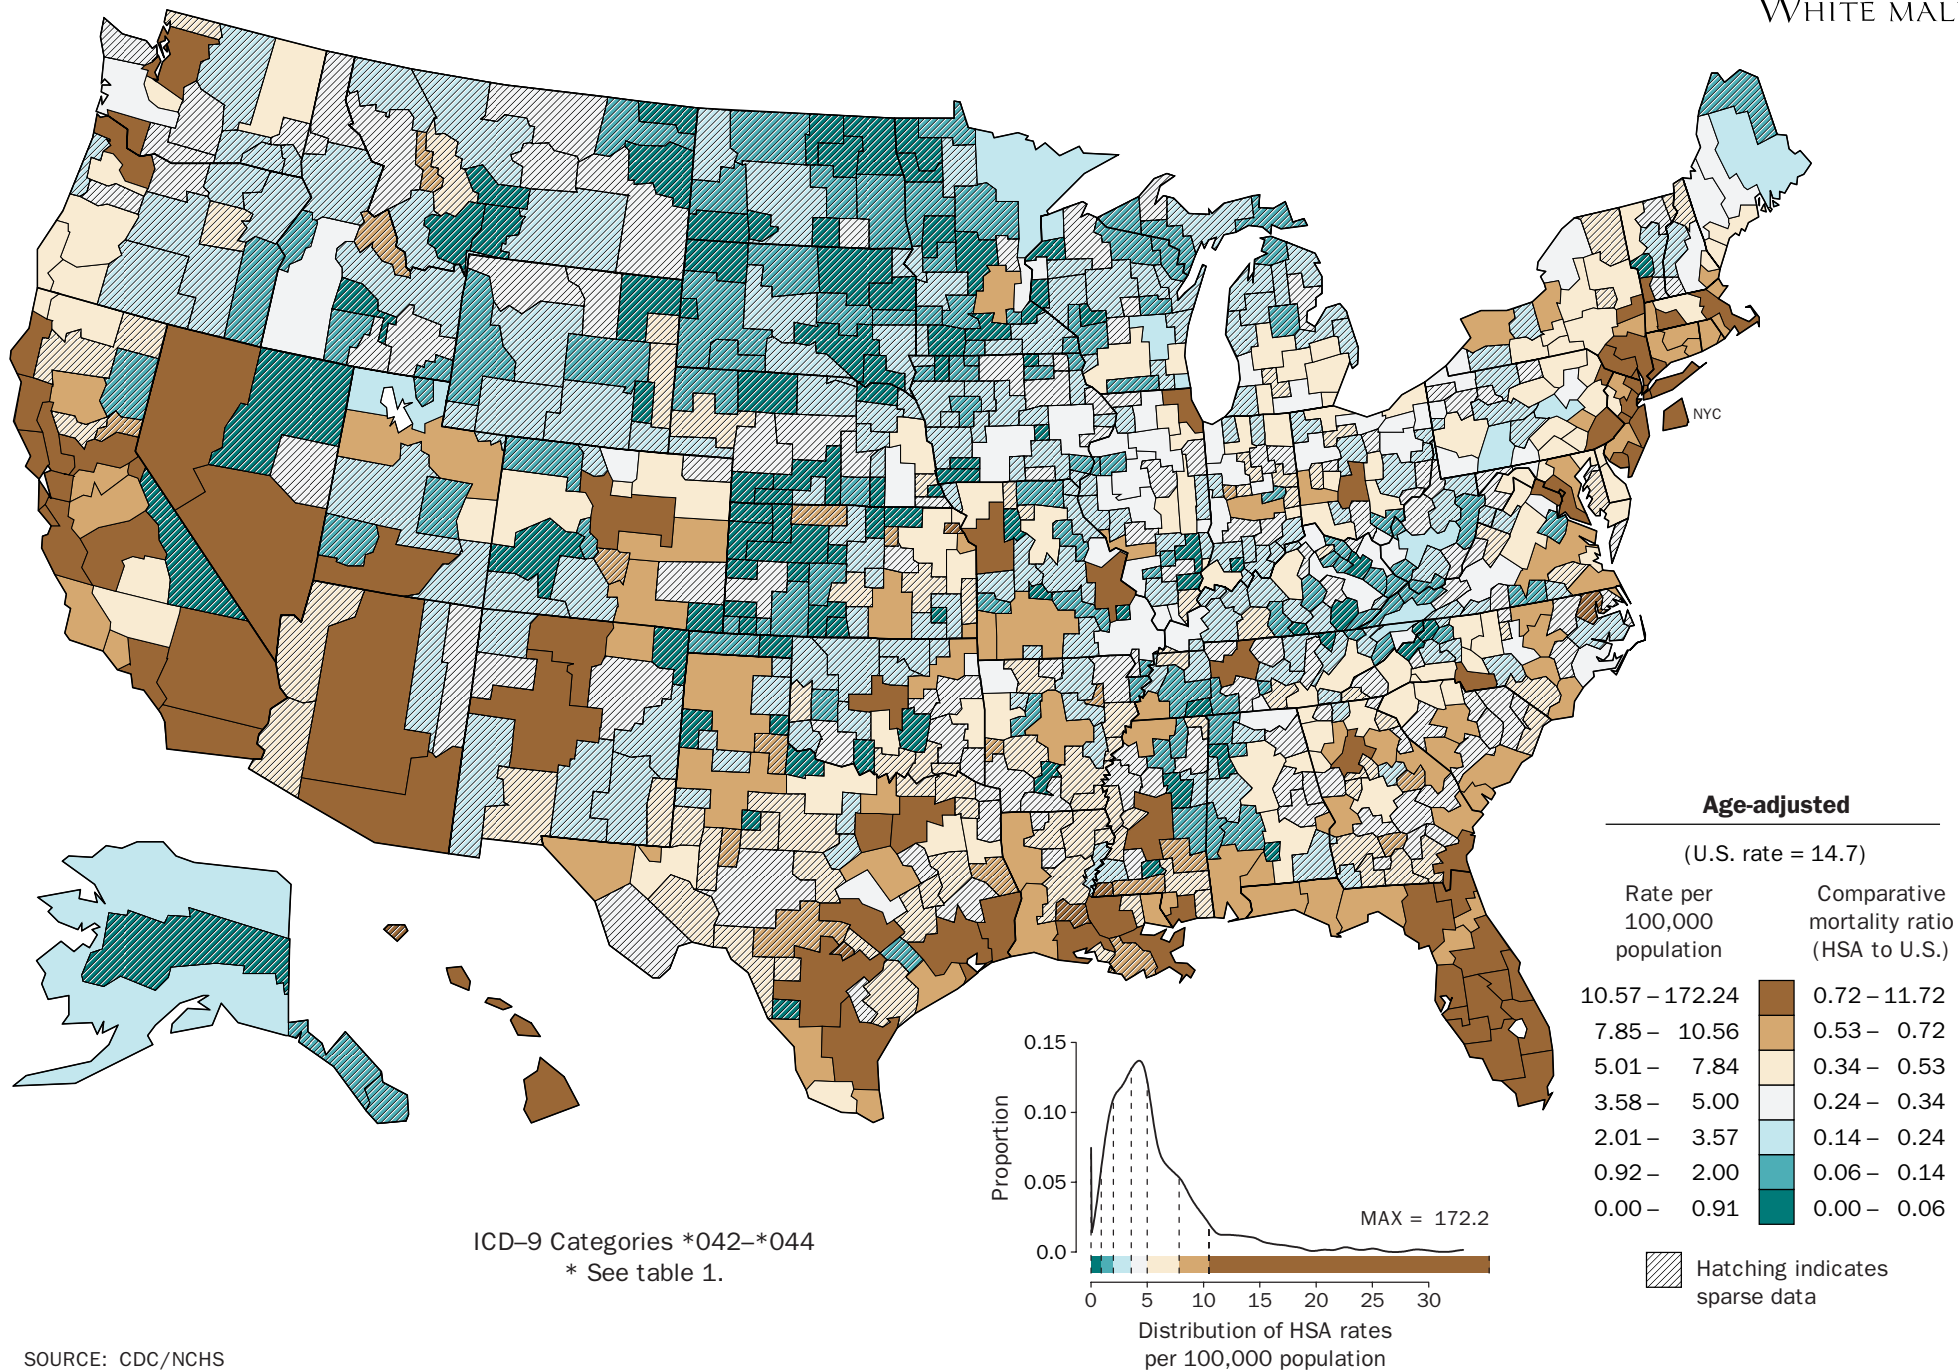 WHITE MAL
NYC
Age-adjusted
(U.S. rate = 14.7)
Rate per 100,000 population
Comparative mortality ratio (HSA to U.S.)
10.57 – 172.24 0.72 – 11.72
7.85 – 10.56 0.53 – 0.72
5.01 – 7.84 0.34 – 0.53
3.58 – 5.00 0.24 – 0.34
2.01 – 3.57 0.14 – 0.24
0.92 – 2.00 0.06 – 0.14
0.00 – 0.91 0.00 – 0.06
Hatching indicates
sparse data
Proportion
0.15
0.10
0.05
0.0
MAX = 172.2
0 5 10 15 20 25 30
Distribution of HSA rates
per 100,000 population
ICD–9 Categories *042–*044
* See table 1.
SOURCE: CDC/NCHS